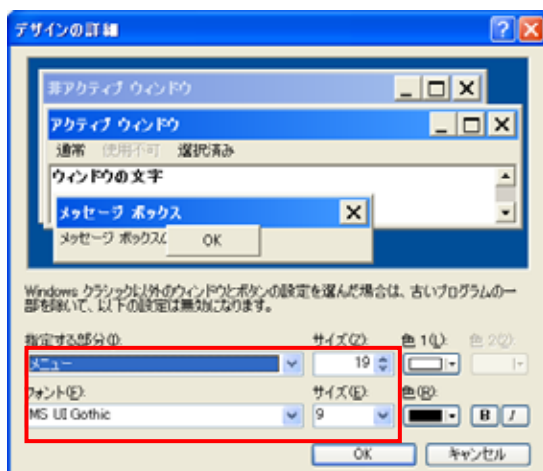 デザインの詳細
非アクティブ ウィンドウ
アクティブ ウィンドウ
通常 使用不可 選択済み
ウィンドウの文字
メッセージ ボックス
メッセージ ボックスの
OK
Windows クラシック以外のウィンドウとボタンの設定を選んだ場合は、古いプログラムの一
部を除いて、以下の設定は無効になります。
指定する部分(I): サイズ(Z): 色 1(L): 色 2(2):
メニュー 19
フォント(F): サイズ(E): 色(R):
MS UI Gothic 9 B I
OK キャンセル